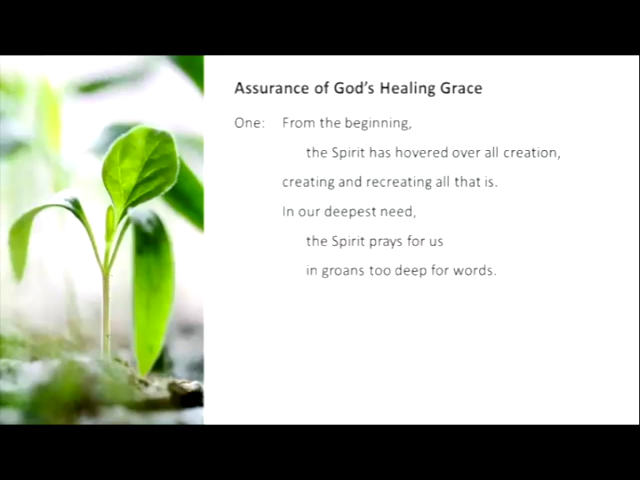 Assurance of God's Healing Grace
One: From the beginning,
the Spirit has hovered over all creation,
creating and recreating all that is.
In our deepest need,
the Spirit prays for us
in groans too deep for words.